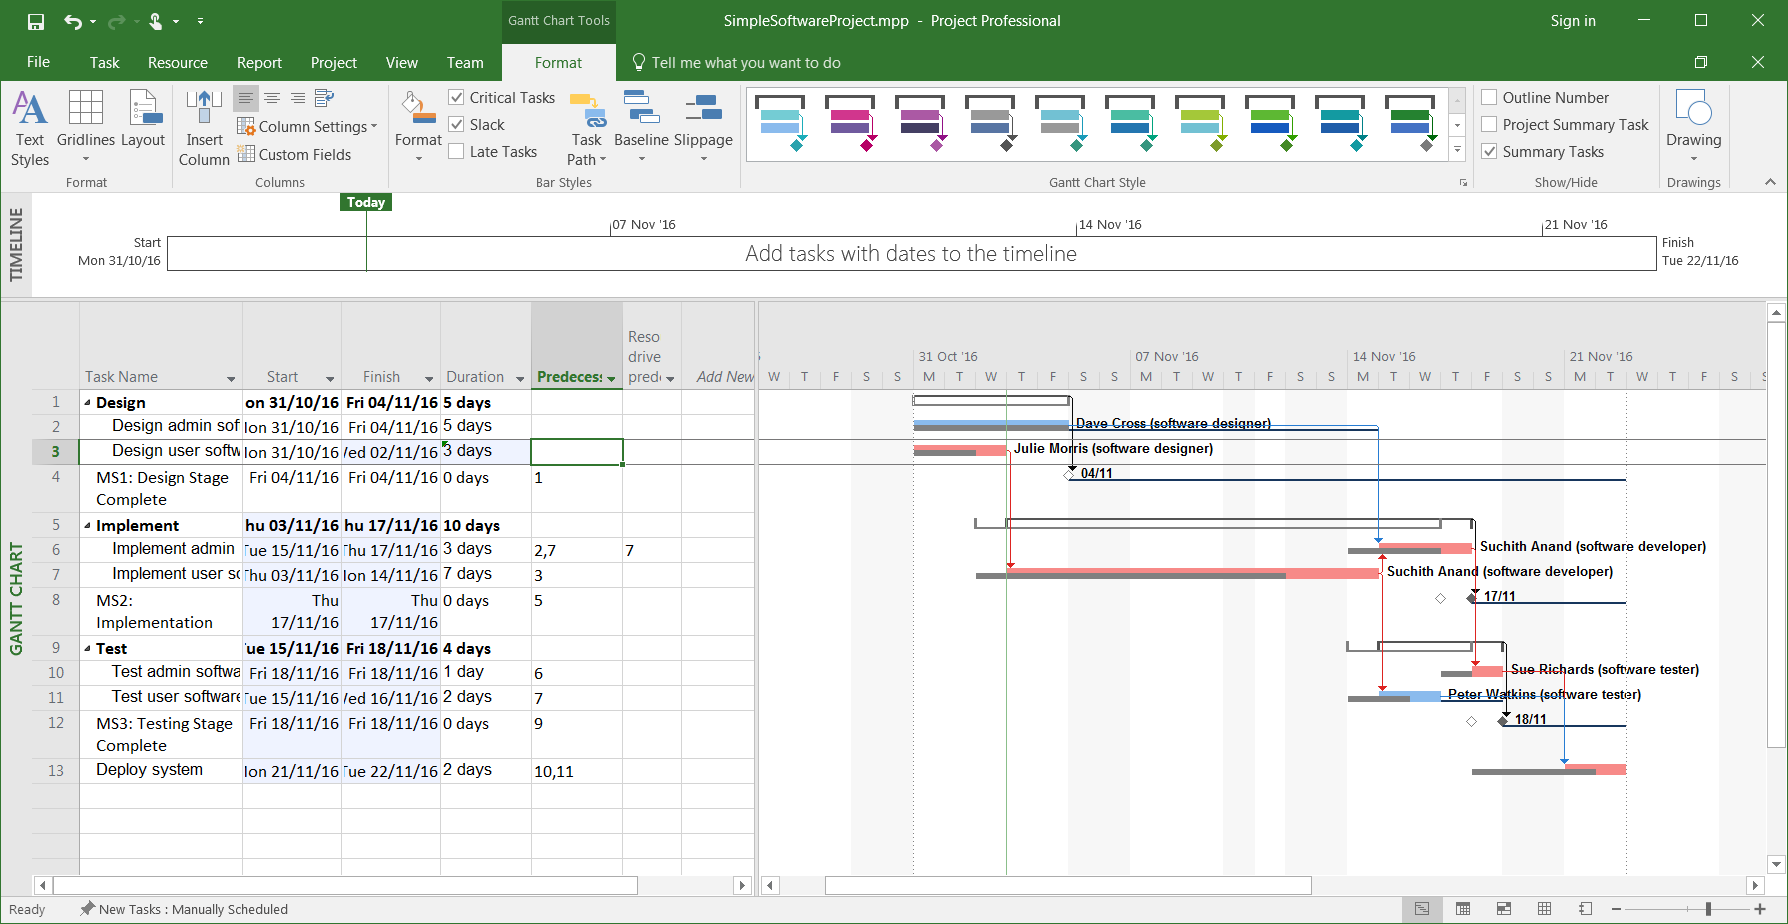 Gantt Chart Tools
SimpleSoftwareProject.mpp - Project Professional
Sign in
File Task Resource Report Project View Team Format Tell me what you want to do
Text Styles
Gridlines
Layout
Format
Insert Column
Column Settings
Custom Fields
Columns
Format
Critical Tasks
Slack
Late Tasks
Task Path
Baseline
Slippage
Bar Styles
Gantt Chart Style
Outline Number
Project Summary Task
Summary Tasks
Show/Hide
Drawing
Drawings
TIMELINE
Today
07 Nov '16 14 Nov '16 21 Nov '16
Start
Mon 31/10/16
Add tasks with dates to the timeline
Finish
Tue 22/11/16
GANTT CHART
Task Name Start Finish Duration Predecess Reso drive pred Add New
31 Oct '16 07 Nov '16 14 Nov '16 21 Nov '16
W T F S S M T W T F S S M T W T F S S M T W T F S S M T W T F S
1 Design on 31/10/16 Fri 04/11/16 5 days
2 Design admin sof on 31/10/16 Fri 04/11/16 5 days
3 Design user softw on 31/10/16 Wed 02/11/16 3 days
4 MS1: Design Stage Complete Fri 04/11/16 Fri 04/11/16 0 days 1
5 Implement hu 03/11/16 hu 17/11/16 10 days
6 Implement admin Tue 15/11/16 Thu 17/11/16 3 days 2,7 7
7 Implement user so Thu 03/11/16 on 14/11/16 7 days 3
8 MS2: Implementation Thu 17/11/16 Thu 17/11/16 0 days 5
9 Test ue 15/11/16 Fri 18/11/16 4 days
10 Test admin softwa Fri 18/11/16 Fri 18/11/16 1 day 6
11 Test user software Tue 15/11/16 Wed 16/11/16 2 days 7
12 MS3: Testing Stage Complete Fri 18/11/16 Fri 18/11/16 0 days 9
13 Deploy system on 21/11/16 Tue 22/11/16 2 days 10,11
Dave Cross (software designer)
Julie Morris (software designer)
04/11
Suchith Anand (software developer)
Suchith Anand (software developer)
17/11
Sue Richards (software tester)
Peter Watkins (software tester)
18/11
Ready New Tasks : Manually Scheduled